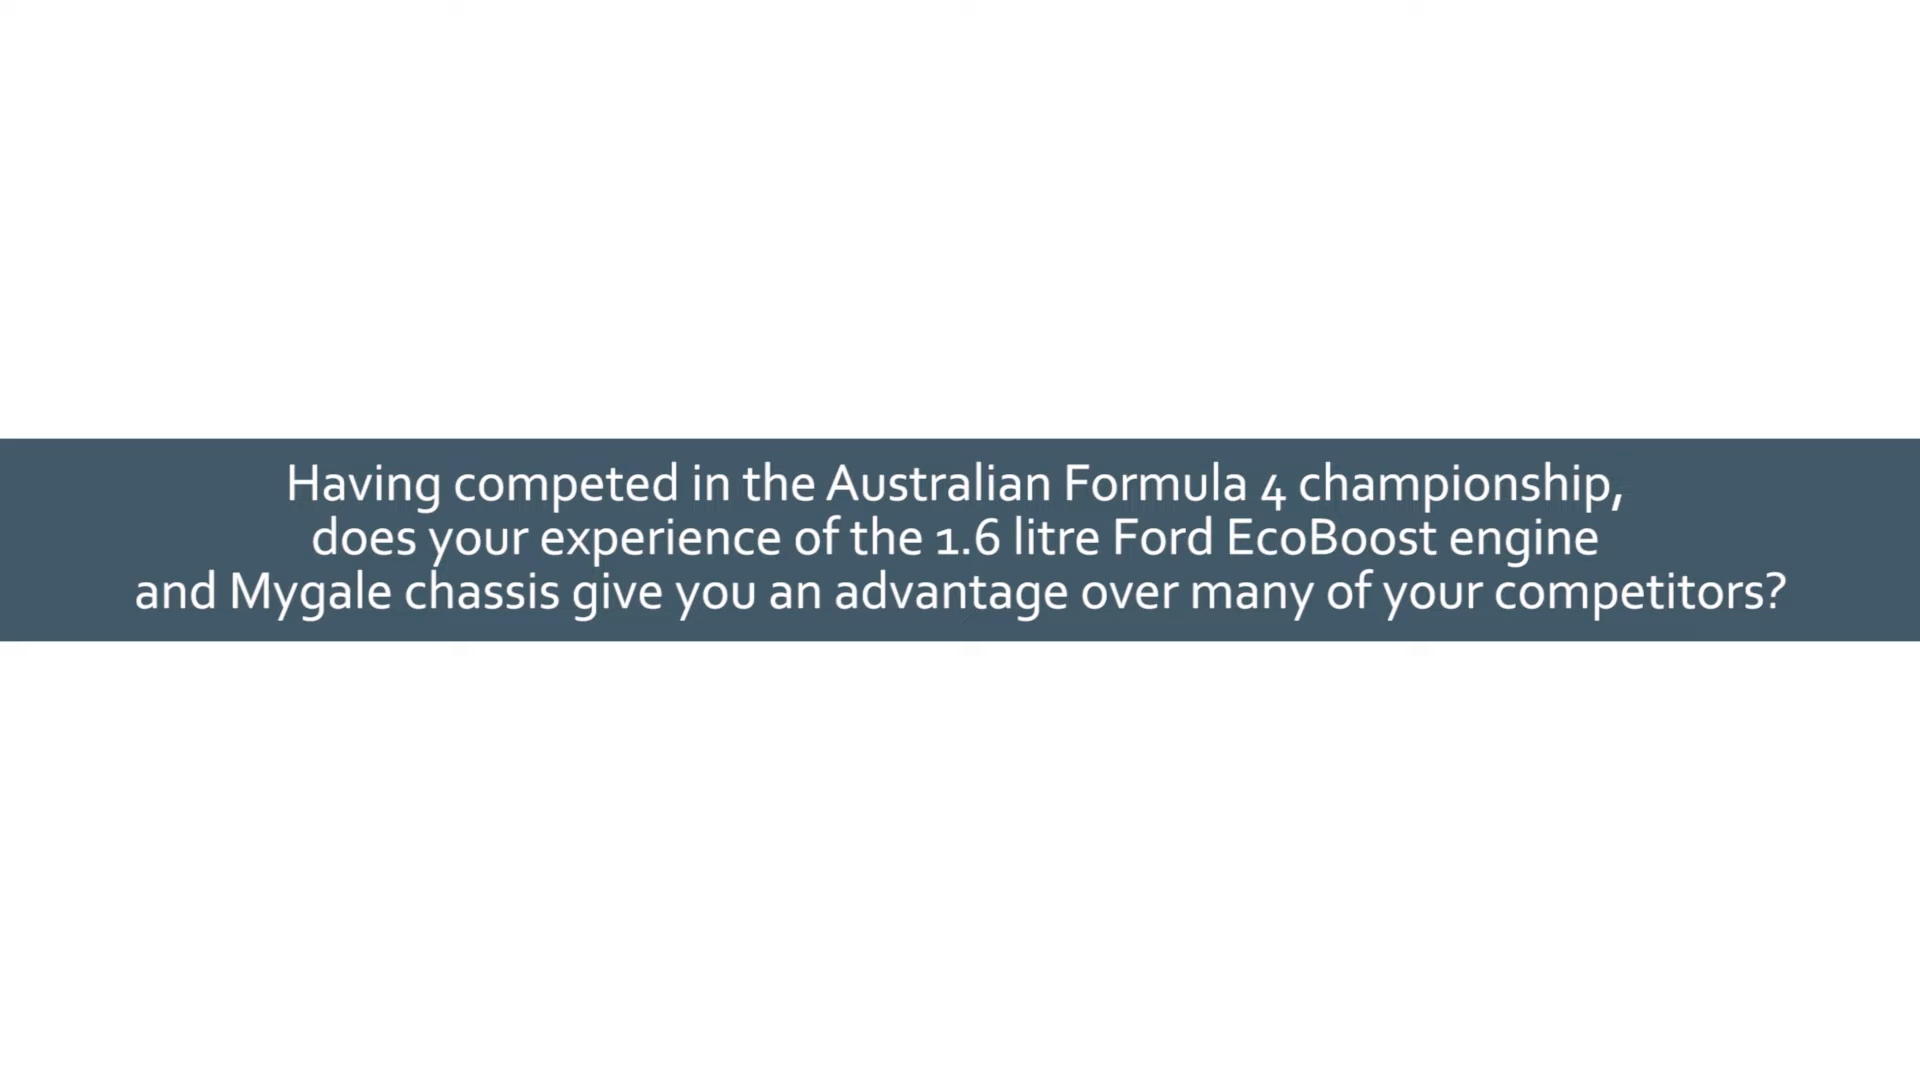 Having competed in the Australian Formula 4 championship,
does your experience of the 1.6 litre Ford EcoBoost engine
and Mygale chassis give you an advantage over many of your competitors?